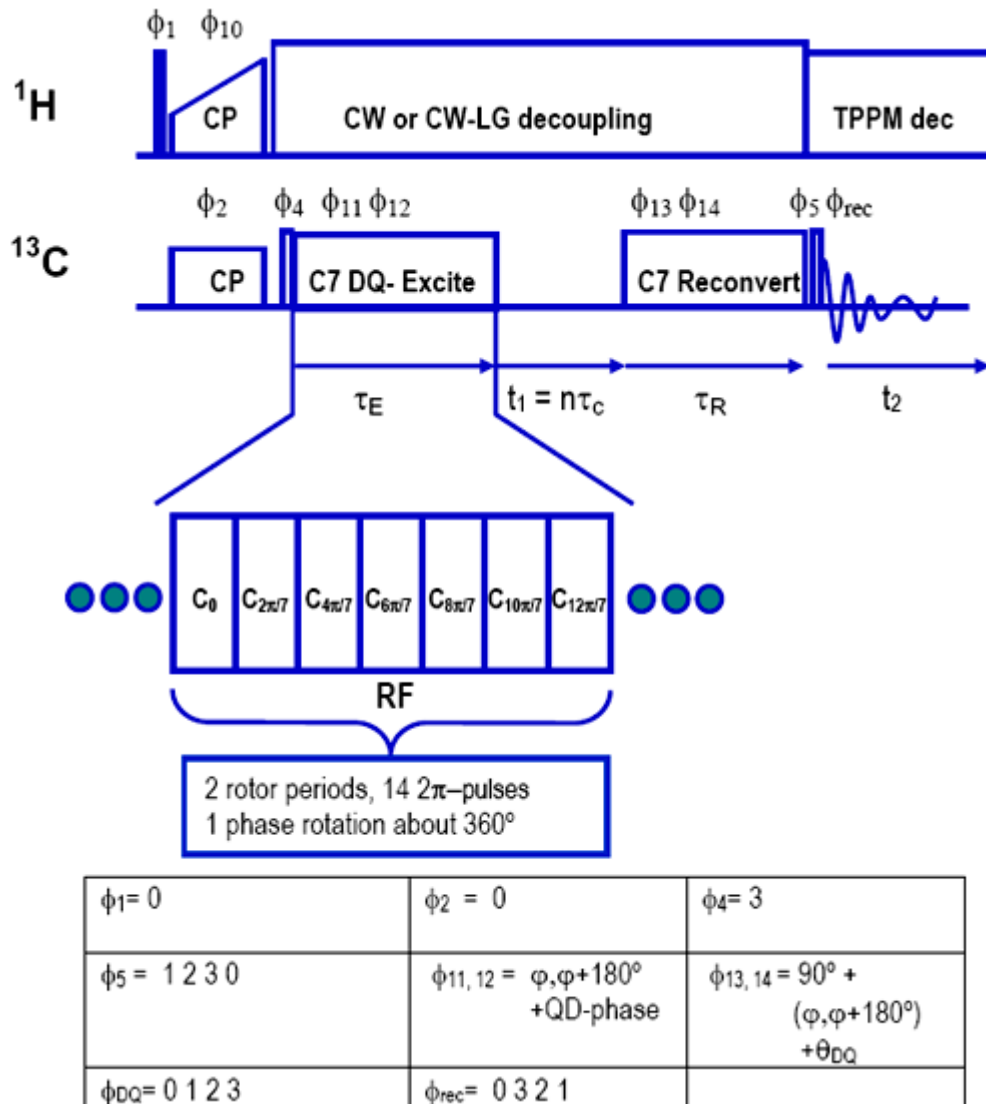 ϕ1 ϕ10
1H
CP
CW or CW-LG decoupling
TPPM dec
ϕ2 ϕ4 ϕ11 ϕ12 ϕ13 ϕ14 ϕ5 ϕrec
13C
CP
C7 DQ- Excite
C7 Reconvert
τE
t1 = nτc
τR
t2
C0 C2π/7 C4π/7 C6π/7 C8π/7 C10π/7 C12π/7
RF
2 rotor periods, 14 2π–pulses
1 phase rotation about 360º
ϕ1= 0
ϕ2 = 0
ϕ4= 3
ϕ5 = 1 2 3 0
ϕ11, 12 = φ,φ+180º
+QD-phase
ϕ13, 14 = 90º +
(φ,φ+180º)
+θDQ
ϕDQ= 0 1 2 3
ϕrec= 0 3 2 1